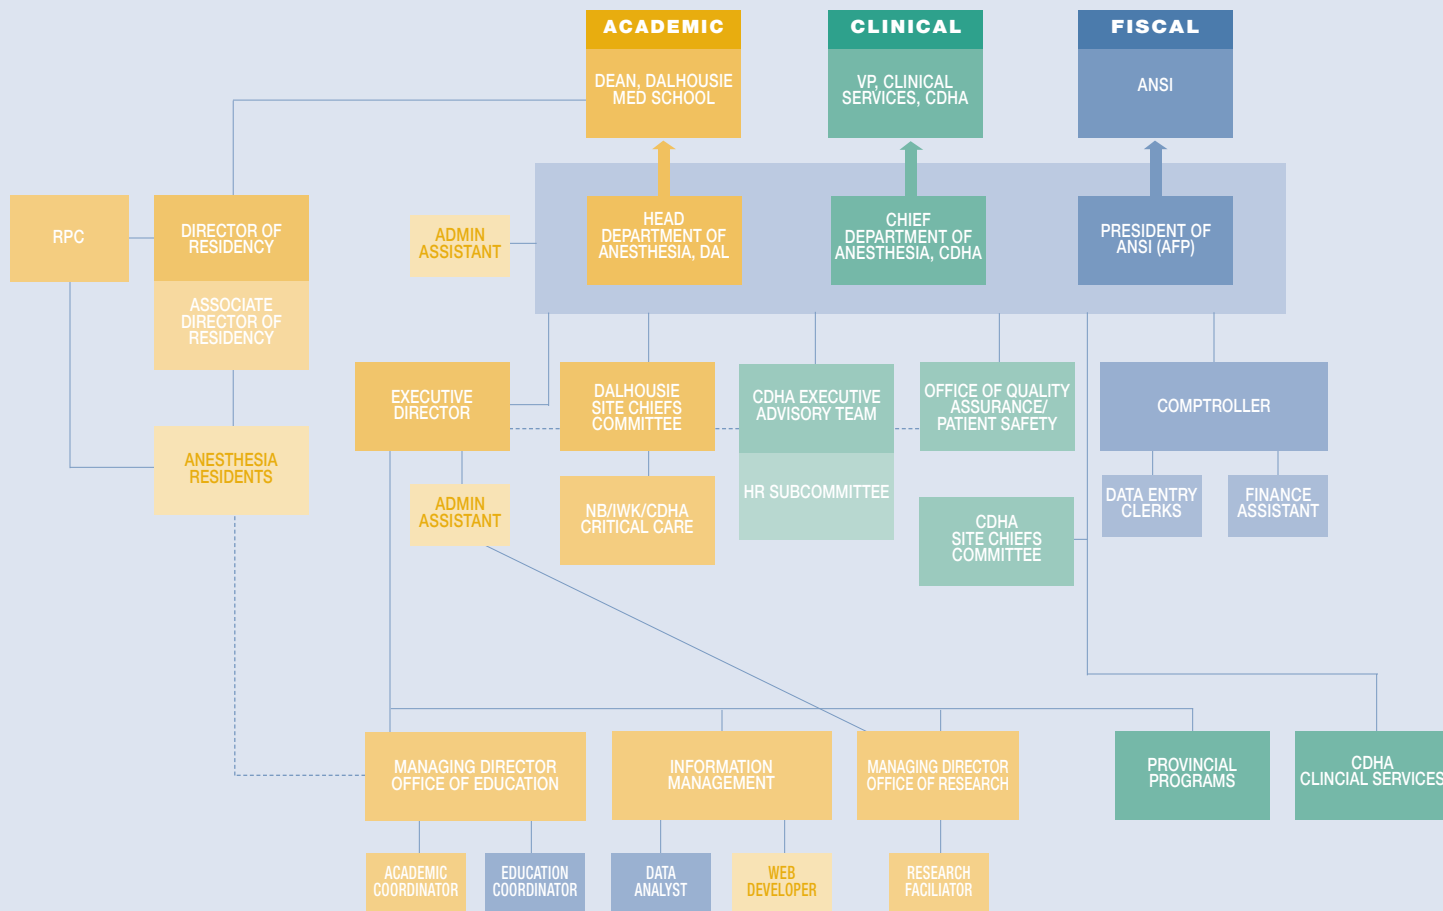 ACADEMIC
CLINICAL
FISCAL
DEAN, DALHOUSIE
MED SCHOOL
VP, CLINICAL
SERVICES, CDHA
ANSI
RPC
DIRECTOR OF
RESIDENCY
ADMIN
ASSISTANT
HEAD
DEPARTMENT OF
ANESTHESIA, DAL
CHIEF
DEPARTMENT OF
ANESTHESIA, CDHA
PRESIDENT OF
ANSI (AFP)
ASSOCIATE
DIRECTOR OF
RESIDENCY
EXECUTIVE
DIRECTOR
DALHOUSIE
SITE CHIEFS
COMMITTEE
CDHA EXECUTIVE
ADVISORY TEAM
OFFICE OF QUALITY
ASSURANCE/
PATIENT SAFETY
COMPTROLLER
ANESTHESIA
RESIDENTS
ADMIN
ASSISTANT
NB/IWK/CDHA
CRITICAL CARE
HR SUBCOMMITTEE
CDHA
SITE CHIEFS
COMMITTEE
DATA ENTRY
CLERKS
FINANCE
ASSISTANT
MANAGING DIRECTOR
OFFICE OF EDUCATION
INFORMATION
MANAGEMENT
MANAGING DIRECTOR
OFFICE OF RESEARCH
PROVINCIAL
PROGRAMS
CDHA
CLINCIAL SERVICES
ACADEMIC
COORDINATOR
EDUCATION
COORDINATOR
DATA
ANALYST
WEB
DEVELOPER
RESEARCH
FACILIATOR